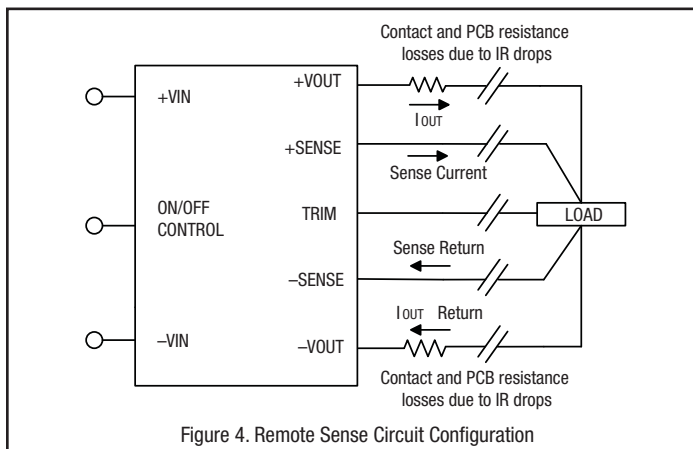 Contact and PCB resistance
losses due to IR drops
+VOUT
+VIN
IOUT
+SENSE
Sense Current
ON/OFF
CONTROL
TRIM
LOAD
Sense Return
–SENSE
IOUT Return
–VIN
–VOUT
Contact and PCB resistance
losses due to IR drops
Figure 4. Remote Sense Circuit Configuration